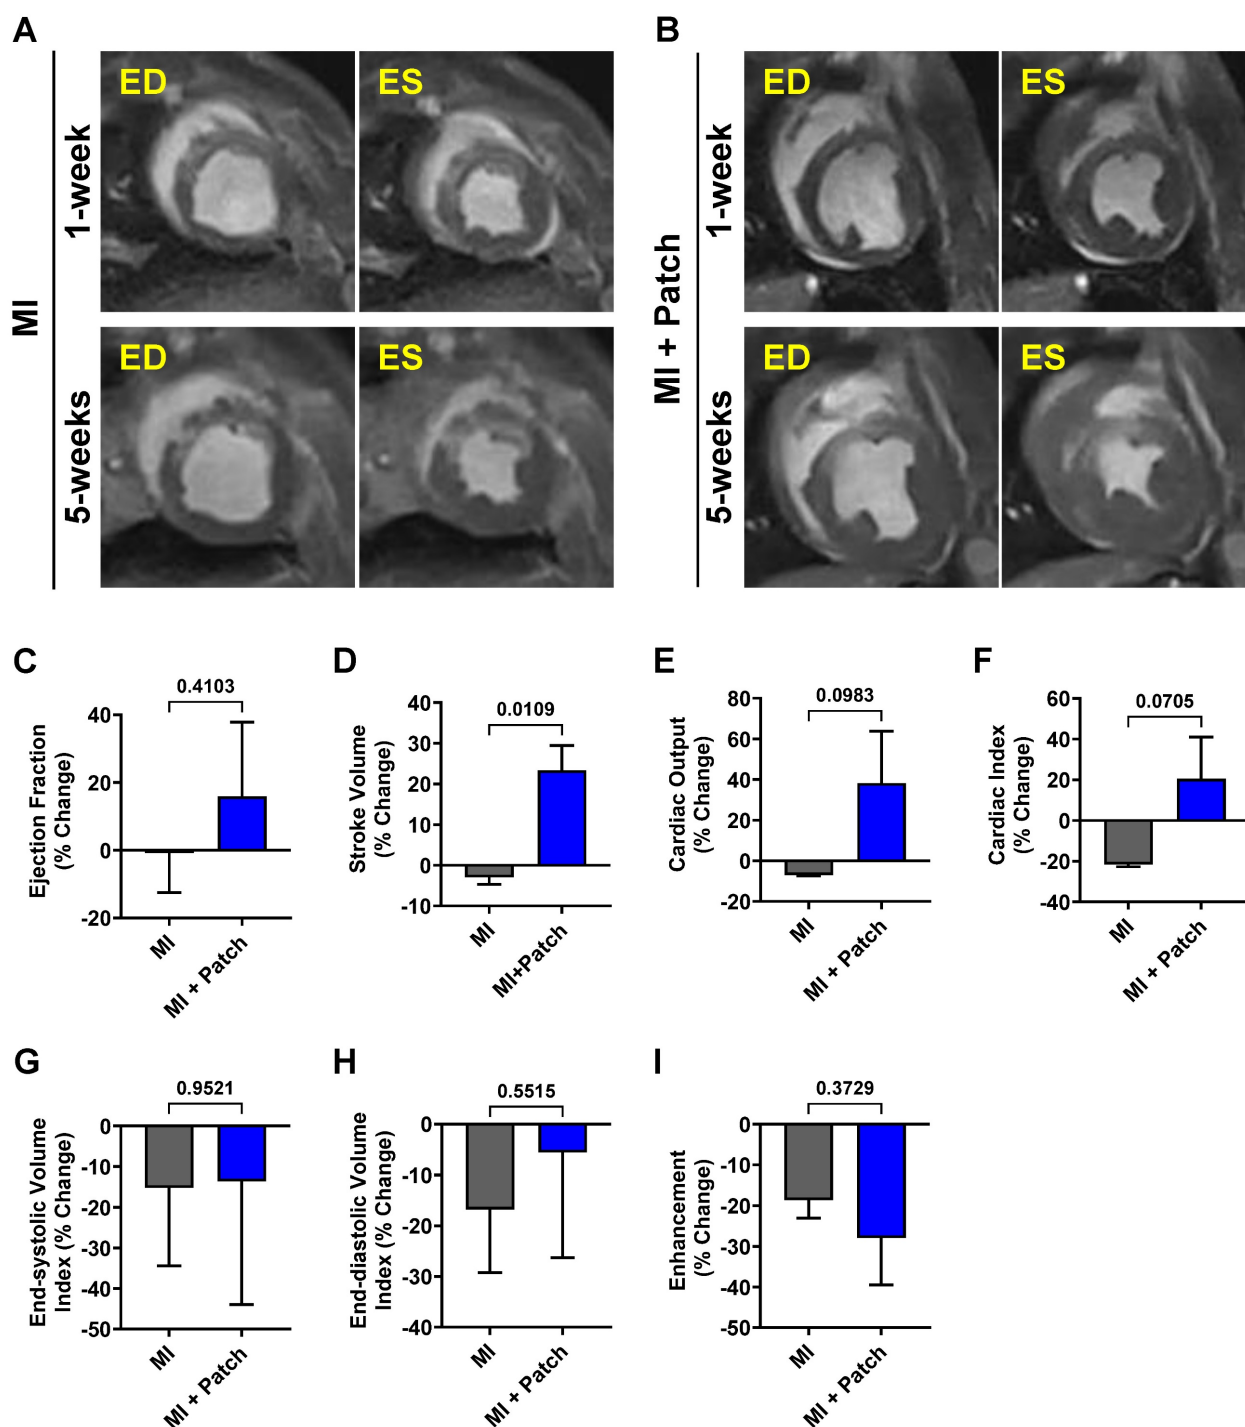 A
B
MI
1-week
ED
ES
5-weeks
ED
ES
MI + Patch
1-week
ED
ES
5-weeks
ED
ES
C
0.4103
Ejection Fraction
(% Change)
40
20
0
-20
MI
MI + Patch
D
0.0109
Stroke Volume
(% Change)
40
30
20
10
0
-10
MI
MI+Patch
E
0.0983
Cardiac Output
(% Change)
80
60
40
20
0
-20
MI
MI + Patch
F
0.0705
Cardiac Index
(% Change)
60
40
20
0
-20
-40
MI
MI + Patch
G
0.9521
End-systolic Volume
Index (% Change)
0
-10
-20
-30
-40
-50
MI
MI + Patch
H
0.5515
End-diastolic Volume
Index (% Change)
0
-10
-20
-30
-40
MI
MI + Patch
I
0.3729
Enhancement
(% Change)
0
-10
-20
-30
-40
-50
MI
MI + Patch